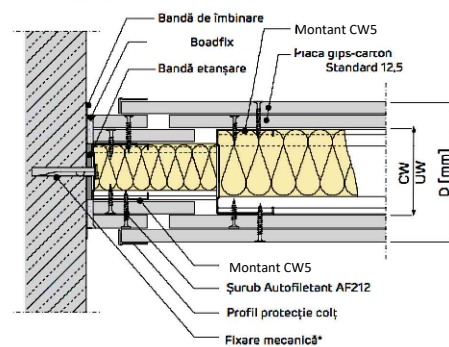 Bandă de îmbinare
Boadfix
Bandă etanșare
Montant CW5
Placa gips-carton
Standard 12,5
CW
UW
D [mm]
Montant CW5
Șurub Autofiletant AF212
Profil protecție colț
Fixare mecanică*